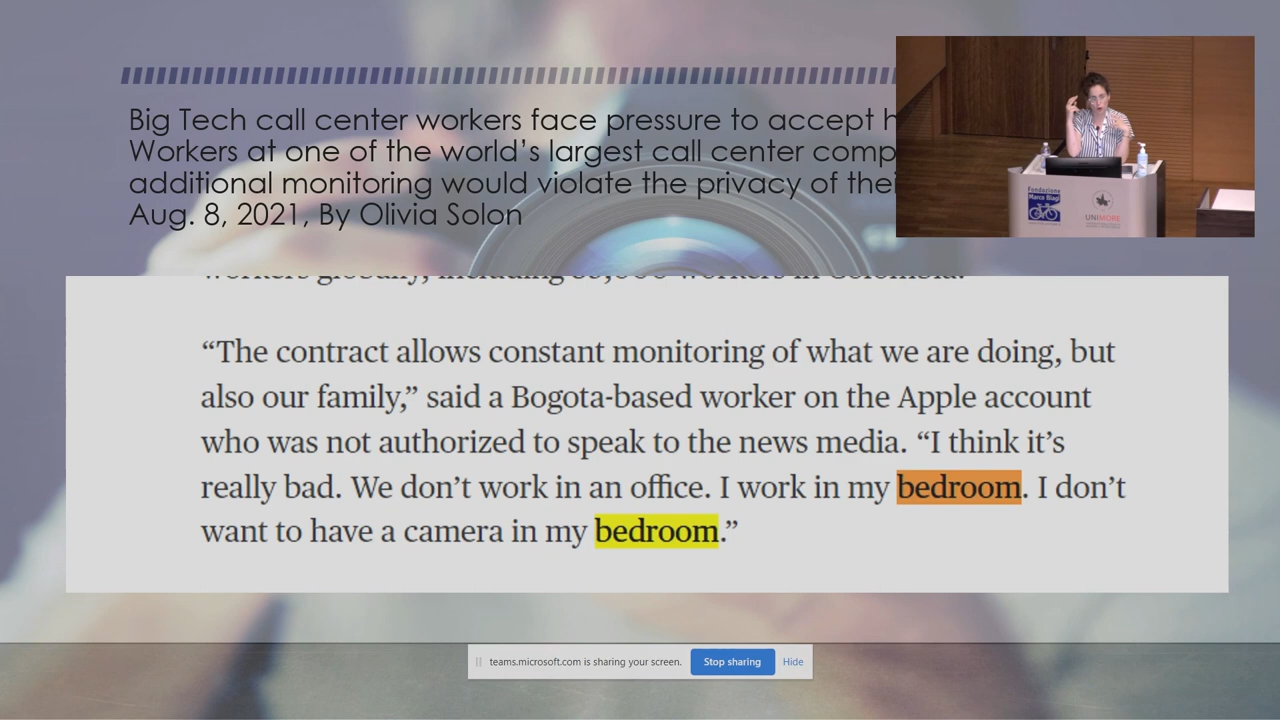 Big Tech call center workers face pressure to accept
Workers at one of the world's largest call center
additional monitoring would violate the privacy of
Aug. 8, 2021, By Olivia Solon
Fondazione
Marco Biagi
UNIMORE
“The contract allows constant monitoring of what we are doing, but
also our family,” said a Bogota-based worker on the Apple account
who was not authorized to speak to the news media. “I think it’s
really bad. We don’t work in an office. I work in my bedroom. I don’t
want to have a camera in my bedroom.”
teams.microsoft.com is sharing your screen.
Stop sharing
Hide